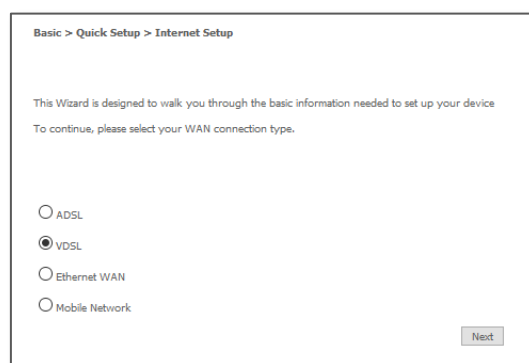 Basic > Quick Setup > Internet Setup
This Wizard is designed to walk you through the basic information needed to set up your device
To continue, please select your WAN connection type.
ADSL
VDSL
Ethernet WAN
Mobile Network
Next